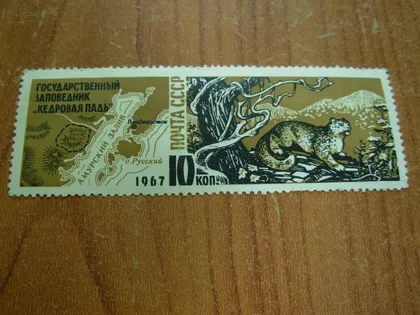 ГОСУДАРСТВЕННЫЙ
ЗАПОВЕДНИК
„КЕДРОВАЯ ПАДЬ"
Владивосток
АМУРСКИЙ ЗАЛИВ
о. Русский
1967
ПОЧТА СССР
10 КОП.